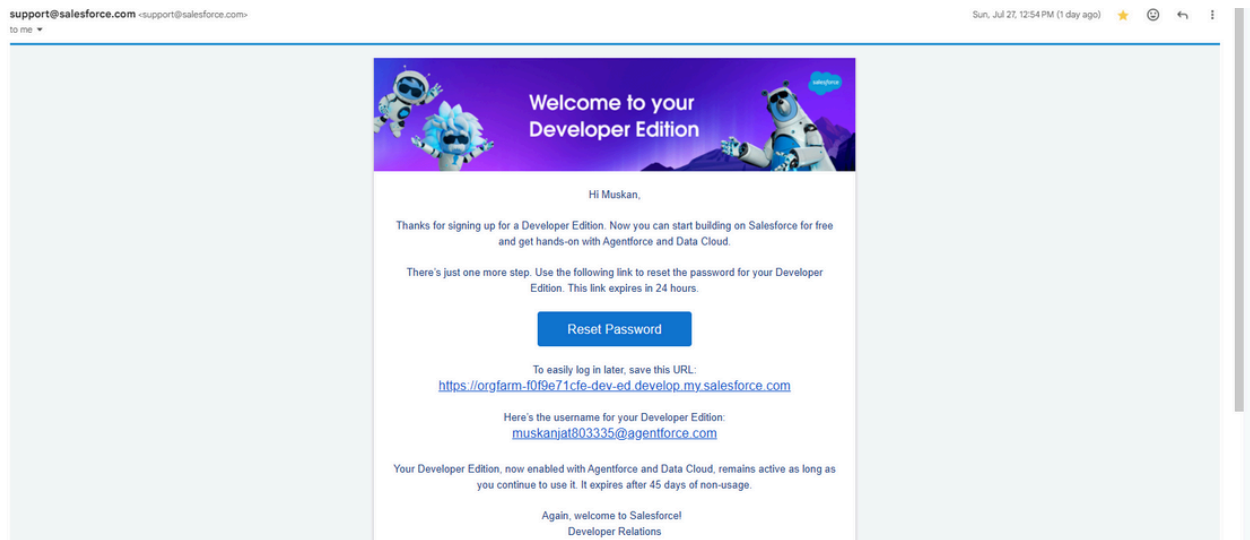 support@salesforce.com <support@salesforce.com>
Sun, Jul 27, 12:54 PM (1 day ago)
to me
salesforce
Welcome to your
Developer Edition
Hi Muskan,
Thanks for signing up for a Developer Edition. Now you can start building on Salesforce for free
and get hands-on with Agentforce and Data Cloud.
There's just one more step. Use the following link to reset the password for your Developer
Edition. This link expires in 24 hours.
Reset Password
To easily log in later, save this URL:
https://orgfarm-f0f9e71cfe-dev-ed.develop.my.salesforce.com
Here's the username for your Developer Edition:
muskanjat803335@agentforce.com
Your Developer Edition, now enabled with Agentforce and Data Cloud, remains active as long as
you continue to use it. It expires after 45 days of non-usage.
Again, welcome to Salesforce!
Developer Relations